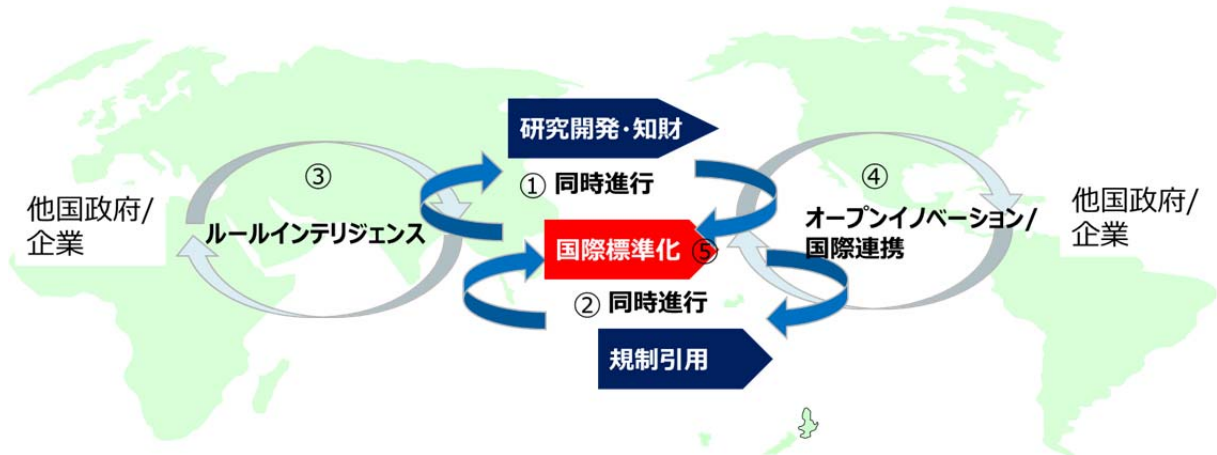 研究開発・知財
① 同時進行
国際標準化 ⑤
② 同時進行
規制引用
③
ルールインテリジェンス
他国政府/
企業
④
オープンイノベーション/
国際連携
他国政府/
企業